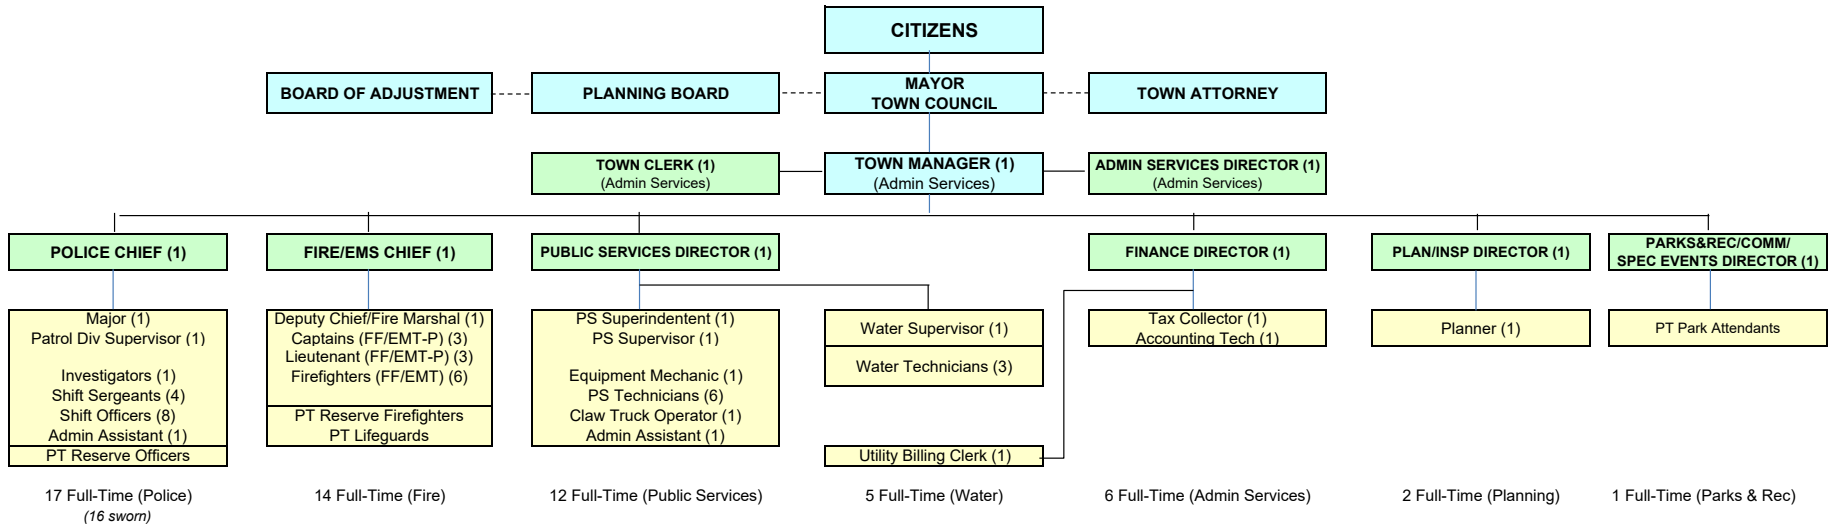 CITIZENS
BOARD OF ADJUSTMENT
PLANNING BOARD
MAYOR
TOWN COUNCIL
TOWN ATTORNEY
TOWN CLERK (1)
(Admin Services)
TOWN MANAGER (1)
(Admin Services)
ADMIN SERVICES DIRECTOR (1)
(Admin Services)
POLICE CHIEF (1)
FIRE/EMS CHIEF (1)
PUBLIC SERVICES DIRECTOR (1)
FINANCE DIRECTOR (1)
PLAN/INSP DIRECTOR (1)
PARKS&REC/COMM/
SPEC EVENTS DIRECTOR (1)
Major (1)
Patrol Div Supervisor (1)
Investigators (1)
Shift Sergeants (4)
Shift Officers (8)
Admin Assistant (1)
PT Reserve Officers
Deputy Chief/Fire Marshal (1)
Captains (FF/EMT-P) (3)
Lieutenant (FF/EMT-P) (3)
Firefighters (FF/EMT) (6)
PT Reserve Firefighters
PT Lifeguards
PS Superindentent (1)
PS Supervisor (1)
Equipment Mechanic (1)
PS Technicians (6)
Claw Truck Operator (1)
Admin Assistant (1)
Water Supervisor (1)
Water Technicians (3)
Utility Billing Clerk (1)
Tax Collector (1)
Accounting Tech (1)
Planner (1)
PT Park Attendants
17 Full-Time (Police)
(16 sworn)
14 Full-Time (Fire)
12 Full-Time (Public Services)
5 Full-Time (Water)
6 Full-Time (Admin Services)
2 Full-Time (Planning)
1 Full-Time (Parks & Rec)